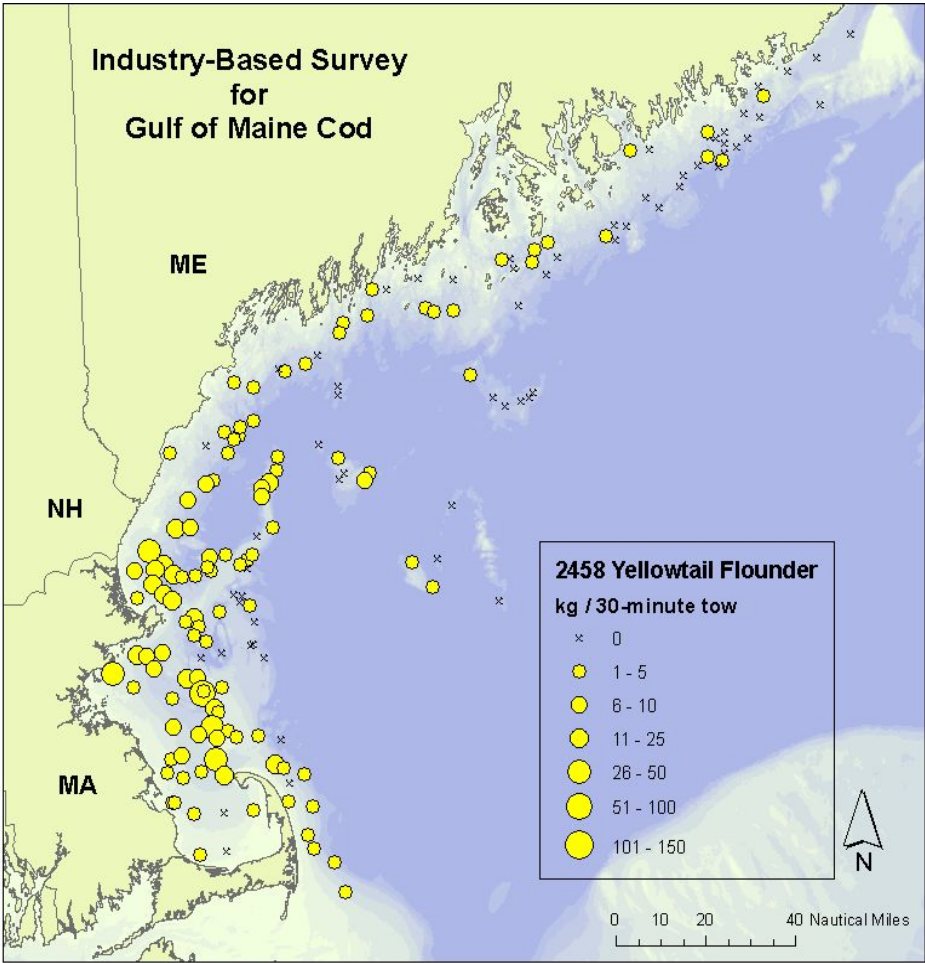 Industry-Based Survey
for
Gulf of Maine Cod
ME
NH
MA
2458 Yellowtail Flounder
kg / 30-minute tow
0
1 - 5
6 - 10
11 - 25
26 - 50
51 - 100
101 - 150
N
0 10 20 40 Nautical Miles